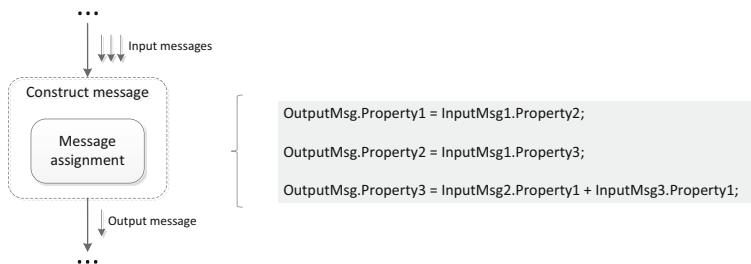 ...
Input messages
Construct message
Message
assignment
Output message
...
OutputMsg.Property1 = InputMsg1.Property2;
OutputMsg.Property2 = InputMsg1.Property3;
OutputMsg.Property3 = InputMsg2.Property1 + InputMsg3.Property1;